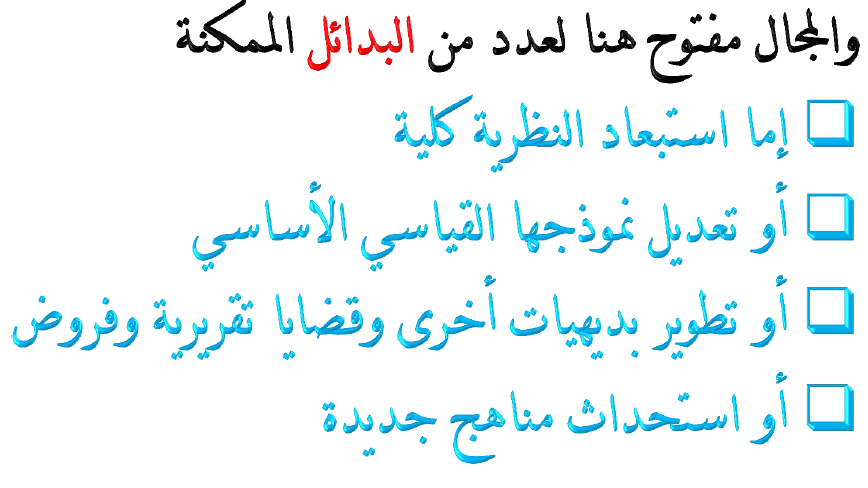 والمجال مفتوح هنا لعدد من البدائل الممكنة
إما استبعاد النظرية كلية
أو تعديل نموذجها القياسي الأساسي
أو تطوير بديهيات أخرى وقضايا تقريرية وفروض
أو استحداث مناهج جديدة